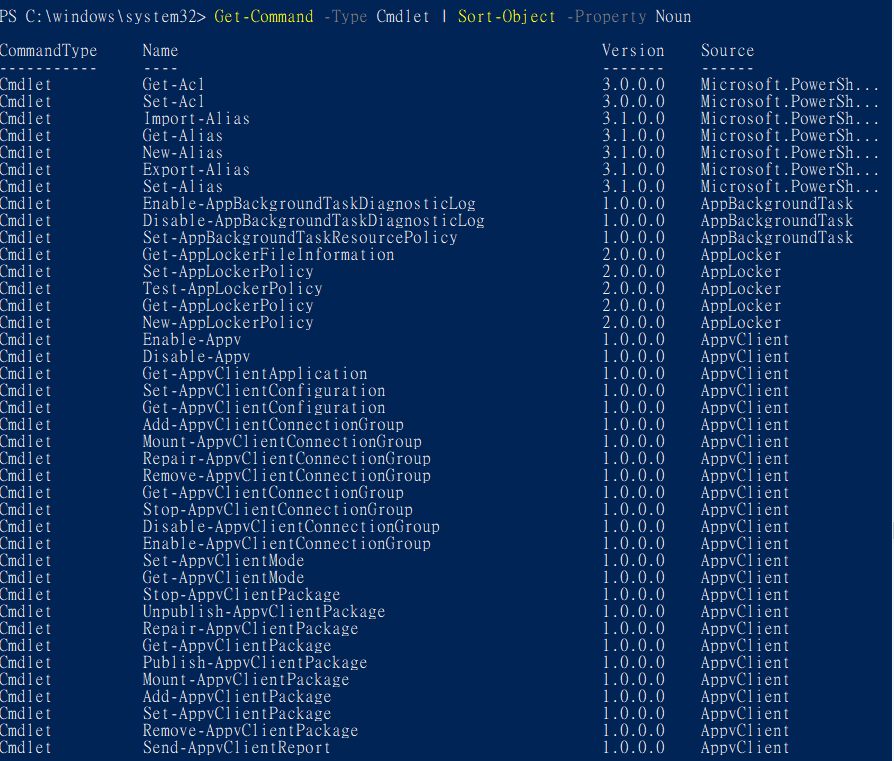 PS C:\windows\system32> Get-Command -Type Cmdlet | Sort-Object -Property Noun
CommandType Name Version Source
----------- ---- ------- ------
Cmdlet Get-Acl 3.0.0.0 Microsoft.PowerSh...
Cmdlet Set-Acl 3.0.0.0 Microsoft.PowerSh...
Cmdlet Import-Alias 3.1.0.0 Microsoft.PowerSh...
Cmdlet Get-Alias 3.1.0.0 Microsoft.PowerSh...
Cmdlet New-Alias 3.1.0.0 Microsoft.PowerSh...
Cmdlet Export-Alias 3.1.0.0 Microsoft.PowerSh...
Cmdlet Set-Alias 3.1.0.0 Microsoft.PowerSh...
Cmdlet Enable-AppBackgroundTaskDiagnosticLog 1.0.0.0 AppBackgroundTask
Cmdlet Disable-AppBackgroundTaskDiagnosticLog 1.0.0.0 AppBackgroundTask
Cmdlet Set-AppBackgroundTaskResourcePolicy 1.0.0.0 AppBackgroundTask
Cmdlet Get-AppLockerFileInformation 2.0.0.0 AppLocker
Cmdlet Set-AppLockerPolicy 2.0.0.0 AppLocker
Cmdlet Test-AppLockerPolicy 2.0.0.0 AppLocker
Cmdlet Get-AppLockerPolicy 2.0.0.0 AppLocker
Cmdlet New-AppLockerPolicy 2.0.0.0 AppLocker
Cmdlet Enable-Appv 1.0.0.0 AppvClient
Cmdlet Disable-Appv 1.0.0.0 AppvClient
Cmdlet Get-AppvClientApplication 1.0.0.0 AppvClient
Cmdlet Set-AppvClientConfiguration 1.0.0.0 AppvClient
Cmdlet Get-AppvClientConfiguration 1.0.0.0 AppvClient
Cmdlet Add-AppvClientConnectionGroup 1.0.0.0 AppvClient
Cmdlet Mount-AppvClientConnectionGroup 1.0.0.0 AppvClient
Cmdlet Repair-AppvClientConnectionGroup 1.0.0.0 AppvClient
Cmdlet Remove-AppvClientConnectionGroup 1.0.0.0 AppvClient
Cmdlet Get-AppvClientConnectionGroup 1.0.0.0 AppvClient
Cmdlet Stop-AppvClientConnectionGroup 1.0.0.0 AppvClient
Cmdlet Disable-AppvClientConnectionGroup 1.0.0.0 AppvClient
Cmdlet Enable-AppvClientConnectionGroup 1.0.0.0 AppvClient
Cmdlet Set-AppvClientMode 1.0.0.0 AppvClient
Cmdlet Get-AppvClientMode 1.0.0.0 AppvClient
Cmdlet Stop-AppvClientPackage 1.0.0.0 AppvClient
Cmdlet Unpublish-AppvClientPackage 1.0.0.0 AppvClient
Cmdlet Repair-AppvClientPackage 1.0.0.0 AppvClient
Cmdlet Get-AppvClientPackage 1.0.0.0 AppvClient
Cmdlet Publish-AppvClientPackage 1.0.0.0 AppvClient
Cmdlet Mount-AppvClientPackage 1.0.0.0 AppvClient
Cmdlet Add-AppvClientPackage 1.0.0.0 AppvClient
Cmdlet Set-AppvClientPackage 1.0.0.0 AppvClient
Cmdlet Remove-AppvClientPackage 1.0.0.0 AppvClient
Cmdlet Send-AppvClientReport 1.0.0.0 AppvClient